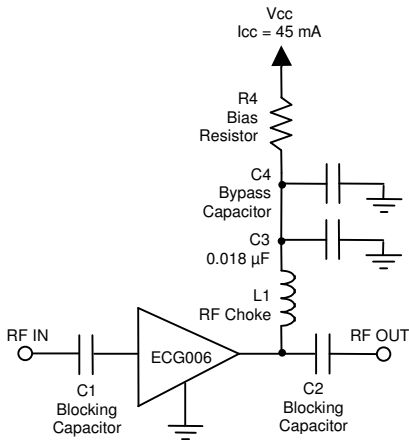 Vcc
Icc = 45 mA
R4
Bias
Resistor
C4
Bypass
Capacitor
C3
0.018 µF
L1
RF Choke
RF IN
ECG006
RF OUT
C1
Blocking
Capacitor
C2
Blocking
Capacitor